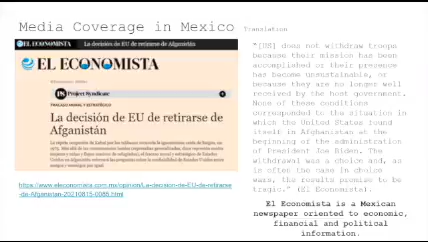 Media Coverage in Mexico Translation
EL ECONOMISTA La decisión de EU de retirarse de Afganistán
EL ECONOMISTA
PS Project Syndicate
FRACASO MORAL Y ESTRATÉGICO
La decisión de EU de retirarse de
Afganistán
https://www.eleconomista.com.mx/opinion/La-decision-de-EU-de-retirarse
-de-Afganistan-20210815-0086.html
"[US] does not withdraw troops
because their mission has been
accomplished or their presence
has become unsustainable, or
because they are no longer well
received by the host government.
None of these conditions
corresponded to the situation in
which the United States found
itself in Afghanistan at the
beginning of the administration
of President Joe Biden. The
withdrawal was a choice and, as
is often the case in choice
wars, the results promise to be
tragic." (El Economista).
El Economista is a Mexican
newspaper oriented to economic,
financial and political
information.